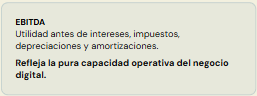 EBITDA
Utilidad antes de intereses, impuestos,
depreciaciones y amortizaciones.
Refleja la pura capacidad operativa del negocio
digital.